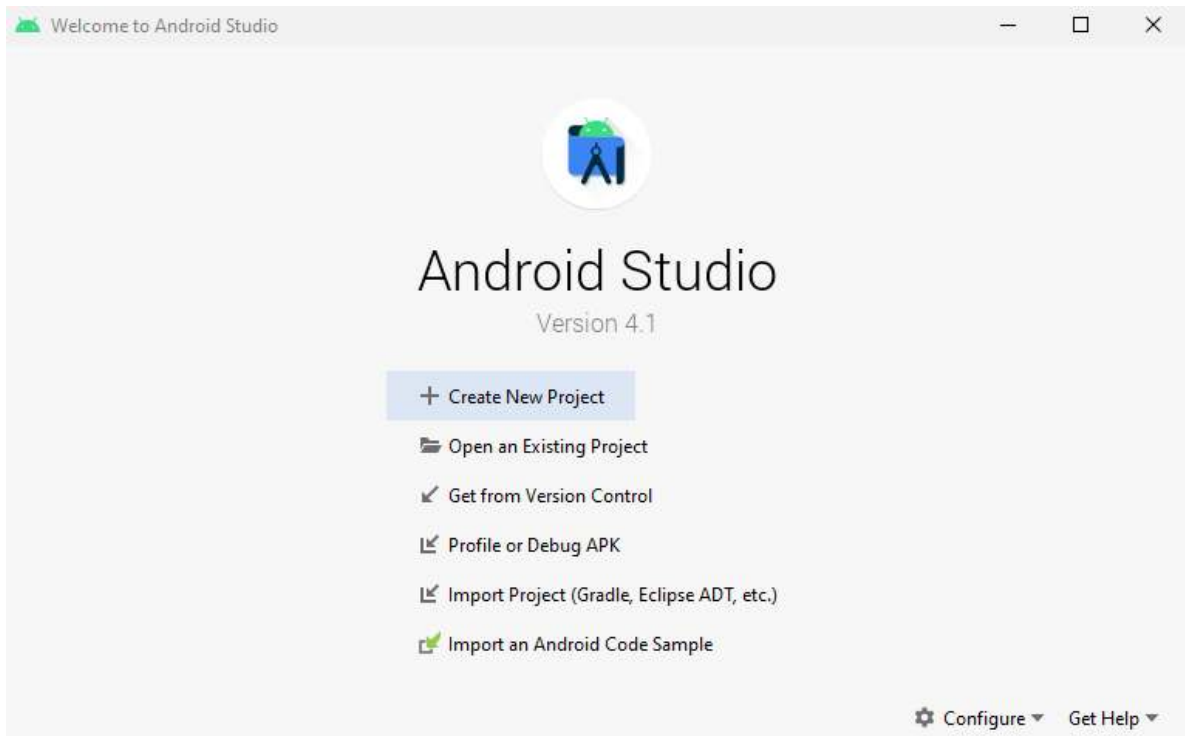 Welcome to Android Studio
Android Studio
Version 4.1
Create New Project
Open an Existing Project
Get from Version Control
Profile or Debug APK
Import Project (Gradle, Eclipse ADT, etc.)
Import an Android Code Sample
Configure Get Help